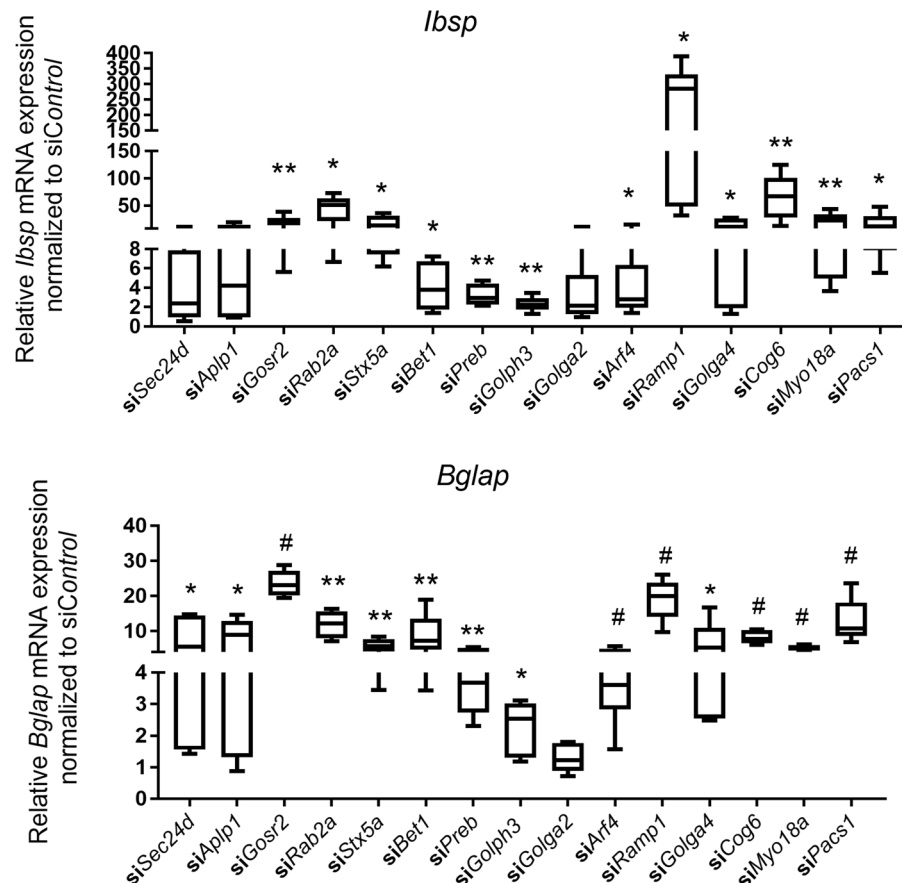 Ibsp
Relative Ibsp mRNA expression
normalized to siControl
400
350
300
250
200
150
150
100
50
8
6
4
2
0
** * * * ** ** * * * ** ** *
siSec24d siAplp1 siGosr2 siRab2a siStx5a siBet1 siPreb siGolph3 siGolga2 siArf4 siRamp1 siGolga4 siCog6 siMyo18a siPacs1
Bglap
Relative Bglap mRNA expression
normalized to siControl
40
30
20
10
4
3
2
1
0
* * # ** ** ** ** * # # * # # #
siSec24d siAplp1 siGosr2 siRab2a siStx5a siBet1 siPreb siGolph3 siGolga2 siArf4 siRamp1 siGolga4 siCog6 siMyo18a siPacs1